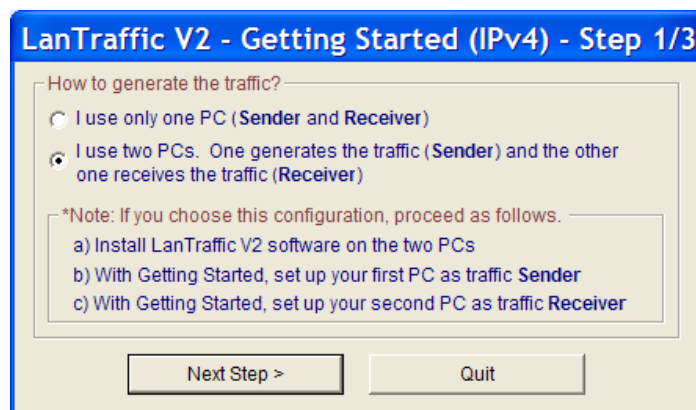 LanTraffic V2 - Getting Started (IPv4) - Step 1/3
How to generate the traffic?
I use only one PC (Sender and Receiver)
I use two PCs. One generates the traffic (Sender) and the other
one receives the traffic (Receiver)
*Note: If you choose this configuration, proceed as follows.
a) Install LanTraffic V2 software on the two PCs
b) With Getting Started, set up your first PC as traffic Sender
c) With Getting Started, set up your second PC as traffic Receiver
Next Step >
Quit